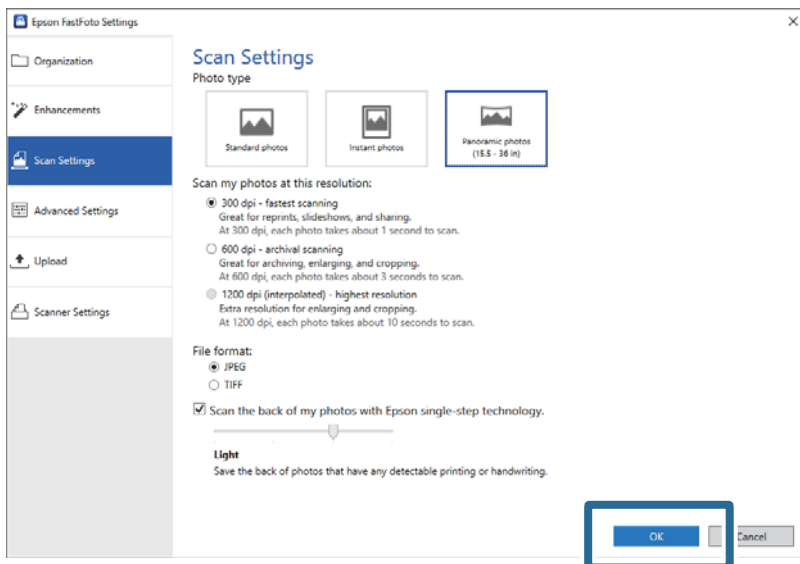 Epson FastFoto Settings
Organization
Enhancements
Scan Settings
Advanced Settings
Upload
Scanner Settings
Scan Settings
Photo type
Standard photos
Instant photos
Panoramic photos
(15.5 - 36 in)
Scan my photos at this resolution:
300 dpi - fastest scanning
Great for reprints, slideshows, and sharing.
At 300 dpi, each photo takes about 1 second to scan.
600 dpi - archival scanning
Great for archiving, enlarging, and cropping.
At 600 dpi, each photo takes about 3 seconds to scan.
1200 dpi (interpolated) - highest resolution
Extra resolution for enlarging and cropping.
At 1200 dpi, each photo takes about 10 seconds to scan.
File format:
JPEG
TIFF
Scan the back of my photos with Epson single-step technology.
Light
Save the back of photos that have any detectable printing or handwriting.
OK
Cancel